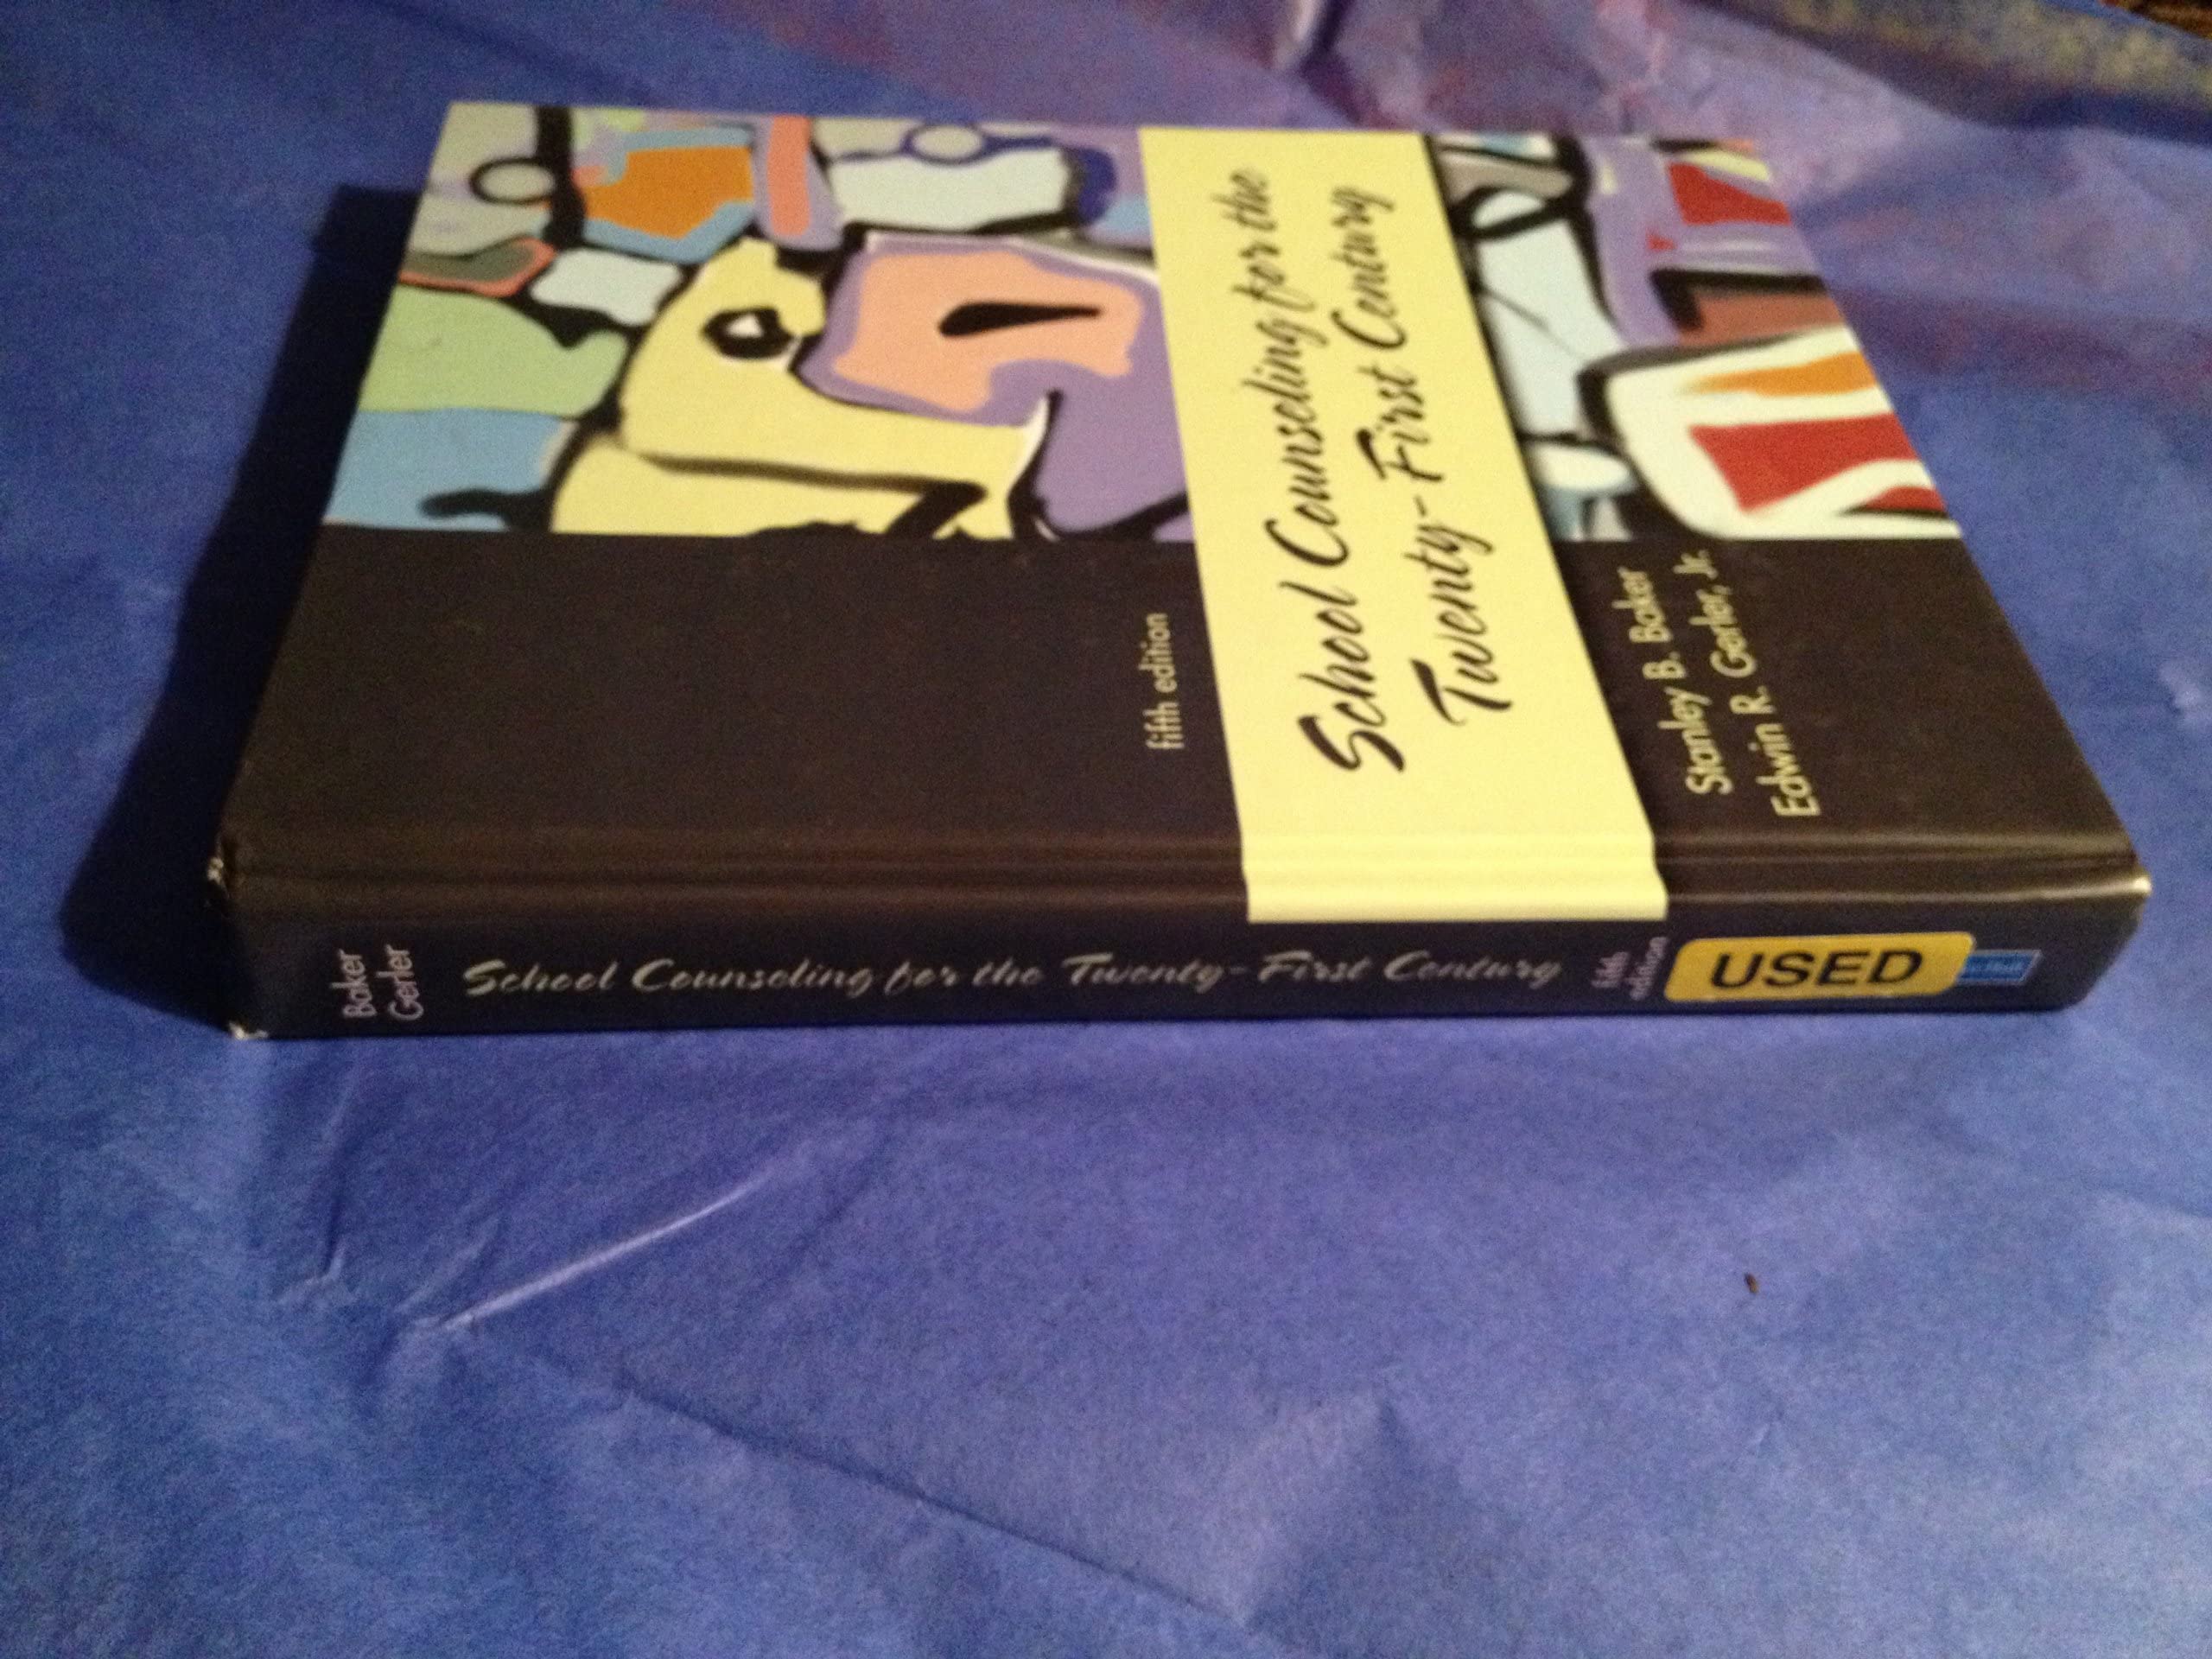 fifth edition
School Counseling for the
Twenty-First Century
Stanley B. Baker
Edwin R. Gerler, Jr.
Baker
Gerler
School Counseling for the Twenty-First Century
fifth
edition
USED